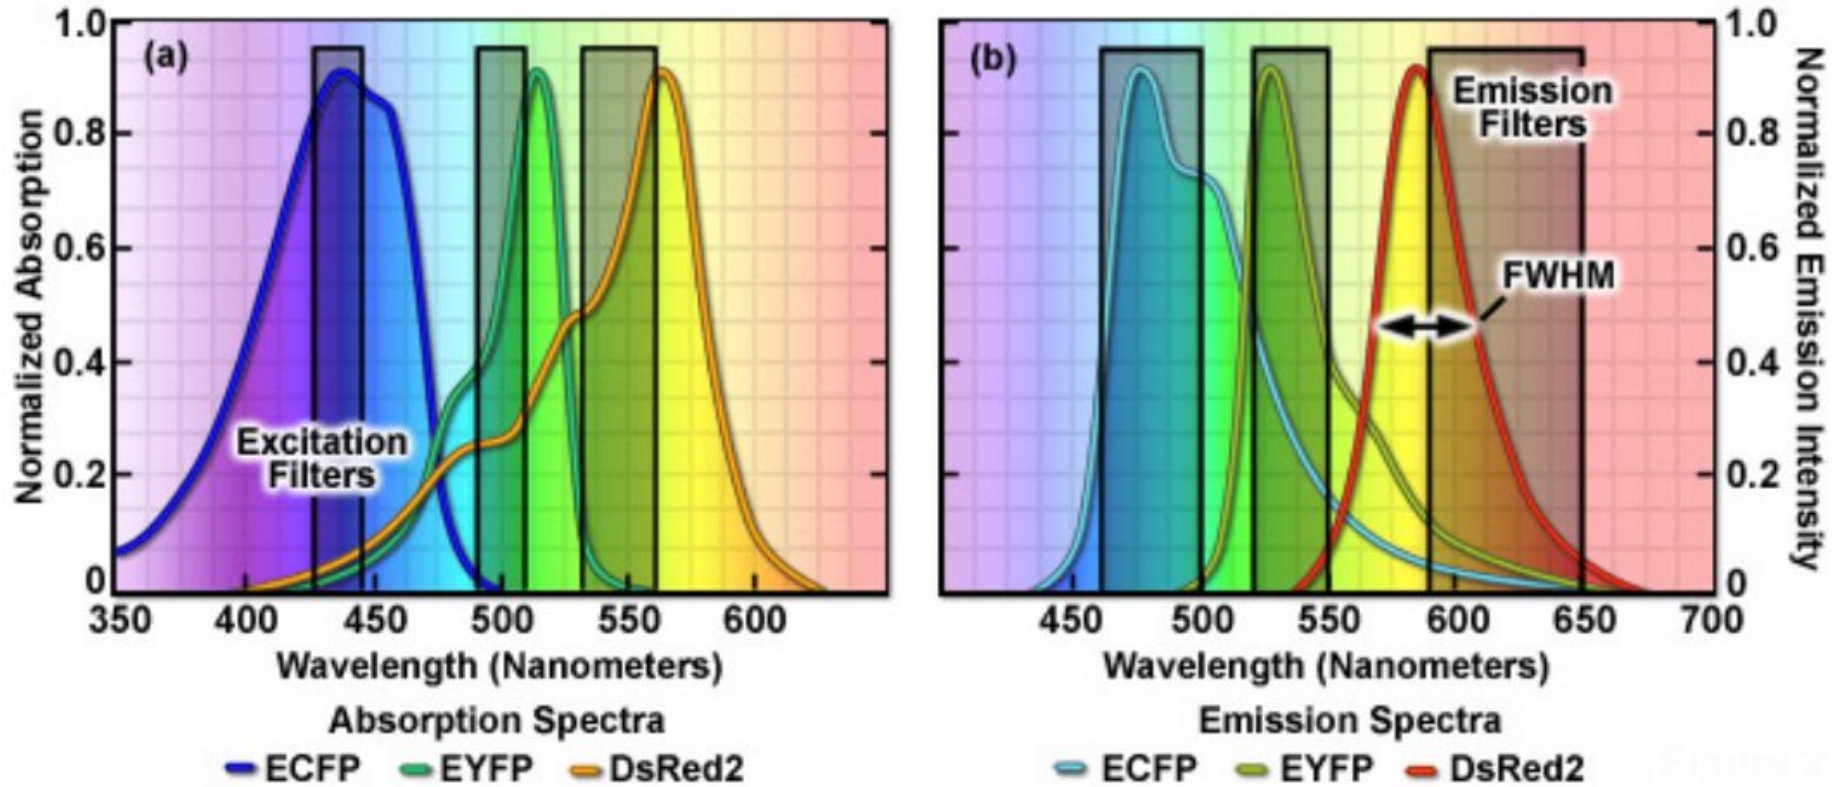 (a)
1.0
0.8
0.6
0.4
0.2
0
Normalized Absorption
Excitation
Filters
350 400 450 500 550 600
Wavelength (Nanometers)
Absorption Spectra
ECFP EYFP DsRed2
(b)
Emission
Filters
FWHM
1.0
0.8
0.6
0.4
0.2
0
Normalized Emission Intensity
450 500 550 600 650 700
Wavelength (Nanometers)
Emission Spectra
ECFP EYFP DsRed2
Figure 2